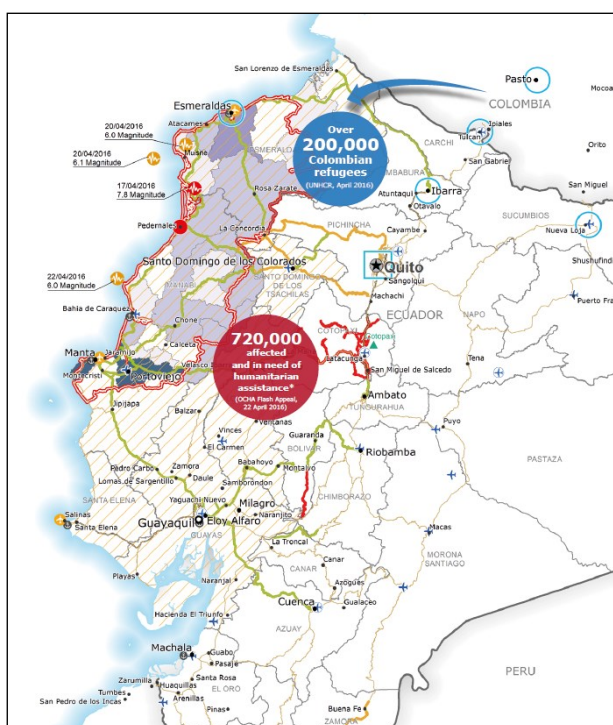 San Lorenzo de Esmeraldas
Pasto
Mocoa
COLOMBIA
Esmeraldas
Atacames
20/04/2016
6.0 Magnitude
Muisne
20/04/2016
6.1 Magnitude
17/04/2016
7.8 Magnitude
Over
200,000
Colombian
refugees
(UNHCR, April 2016)
Ipiales
Tulcan
CARCHI
Orito
San Gabriel
IMBABURA
Ibarra
Atuntaqui
Otavalo
San Miguel
SUCUMBIOS
Rosa Zarate
Pedernales
La Concordia
PICHINCHA
Cayambe
Nueva Loja
Santo Domingo de los Colorados
Quito
Shushufindi
SANTO DOMINGO
DE LOS
TSACHILAS
Sangolqui
22/04/2016
6.0 Magnitude
MANABI
Machachi
ECUADOR
NAPO
Puerto Fra
Bahia de Caraquez
Chone
COTOPAXI
Cotopaxi
720,000
affected
and in need of
humanitarian
assistance*
(OCHA Flash Appeal,
22 April 2016)
Manta
Jaramijo
Calceta
Latacunga
Tena
Montecristi
Portoviejo
San Miguel de Salcedo
Jipijapa
Balzar
Ambato
TUNGURAHUA
Ventanas
Vinces
El Carmen
Guaranda
BOLIVAR
Riobamba
Puyo
PASTAZA
Pedro Carbo
Zamora
Babahoyo
Montalvo
Lomas de Sargentillo
Daule
Samborondon
CHIMBORAZO
SANTA ELENA
Yaguachi Nuevo
Milagro
Salinas
Santa Elena
Guayaquil
Eloy Alfaro
Naranjito
GUAYAS
Macas
La Troncal
MORONA
SANTIAGO
Playas
Canar
CANAR
Naranjal
Azogues
Cuenca
Gualaceo
Hacienda El Triunfo
AZUAY
Machala
Guabo
Pasaje
PERU
Zarumilla
Huaquillas
Santa Rosa
EL ORO
Tumbes
Arenillas
San Pedro de los Incas
Pinas
Buena Fe
ZAMORA